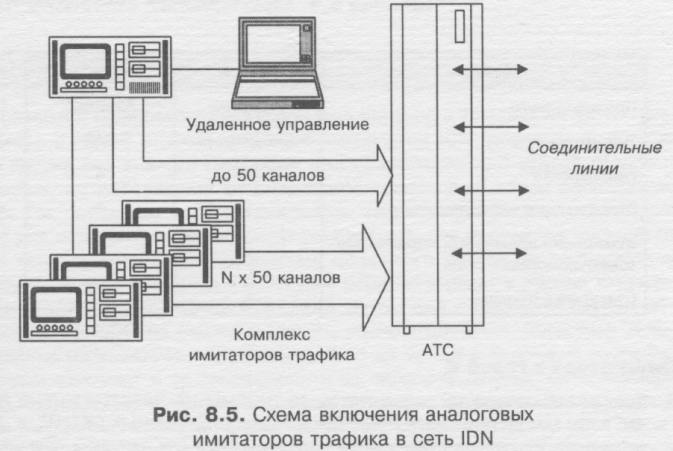 Удаленное управление
до 50 каналов
Соединительные
линии
N x 50 каналов
Комплекс
имитаторов трафика
АТС
Рис. 8.5. Схема включения аналоговых
имитаторов трафика в сеть IDN